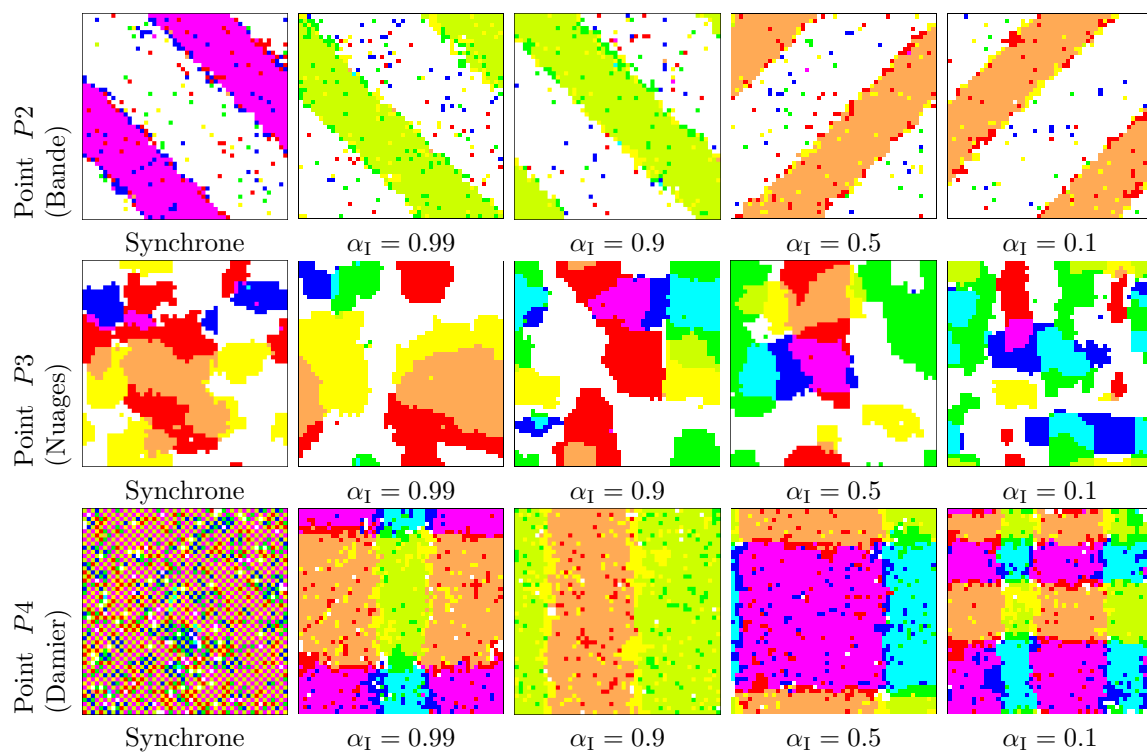 Point P2
(Bande)
Synchrone
α_I = 0.99
α_I = 0.9
α_I = 0.5
α_I = 0.1
Point P3
(Nuages)
Synchrone
α_I = 0.99
α_I = 0.9
α_I = 0.5
α_I = 0.1
Point P4
(Damier)
Synchrone
α_I = 0.99
α_I = 0.9
α_I = 0.5
α_I = 0.1